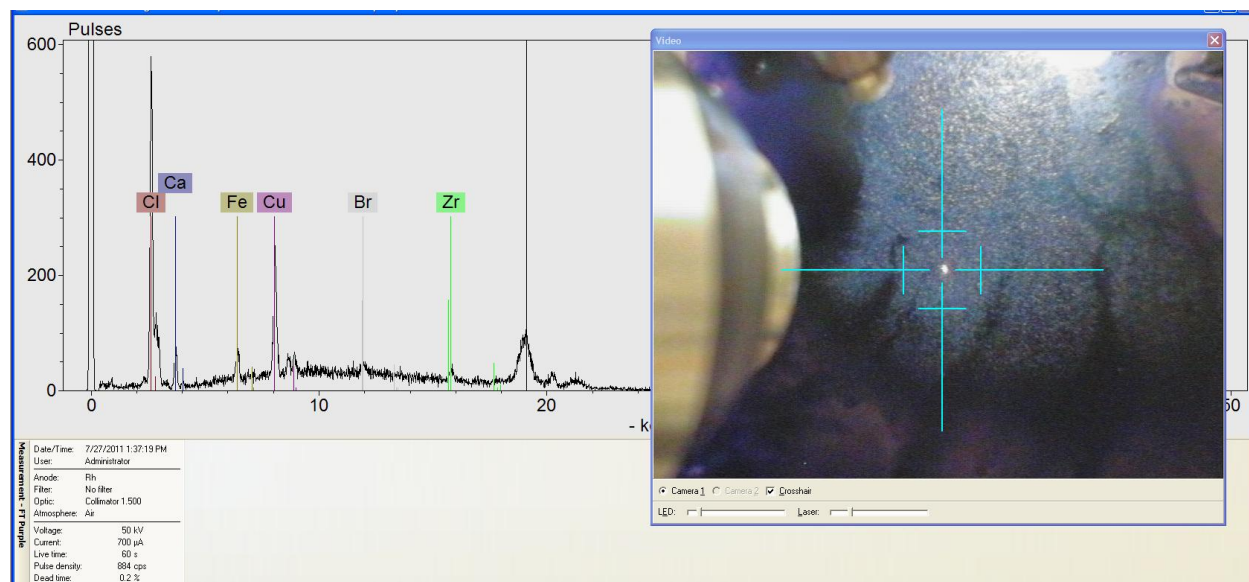 Pulses
600
400
200
0
Cl
Ca
Fe
Cu
Br
Zr
0
10
20
50
- ke
Video
Camera 1
Camera 2
Crosshair
LED:
Laser:
Measurement - FT Purple
Date/Time: 7/27/2011 1:37:19 PM
User: Administrator
Anode: Rh
Filter: No filter
Optic: Collimator 1.500
Atmosphere: Air
Voltage: 50 kV
Current: 700 µA
Live time: 60 s
Pulse density: 884 cps
Dead time: 0.2 %